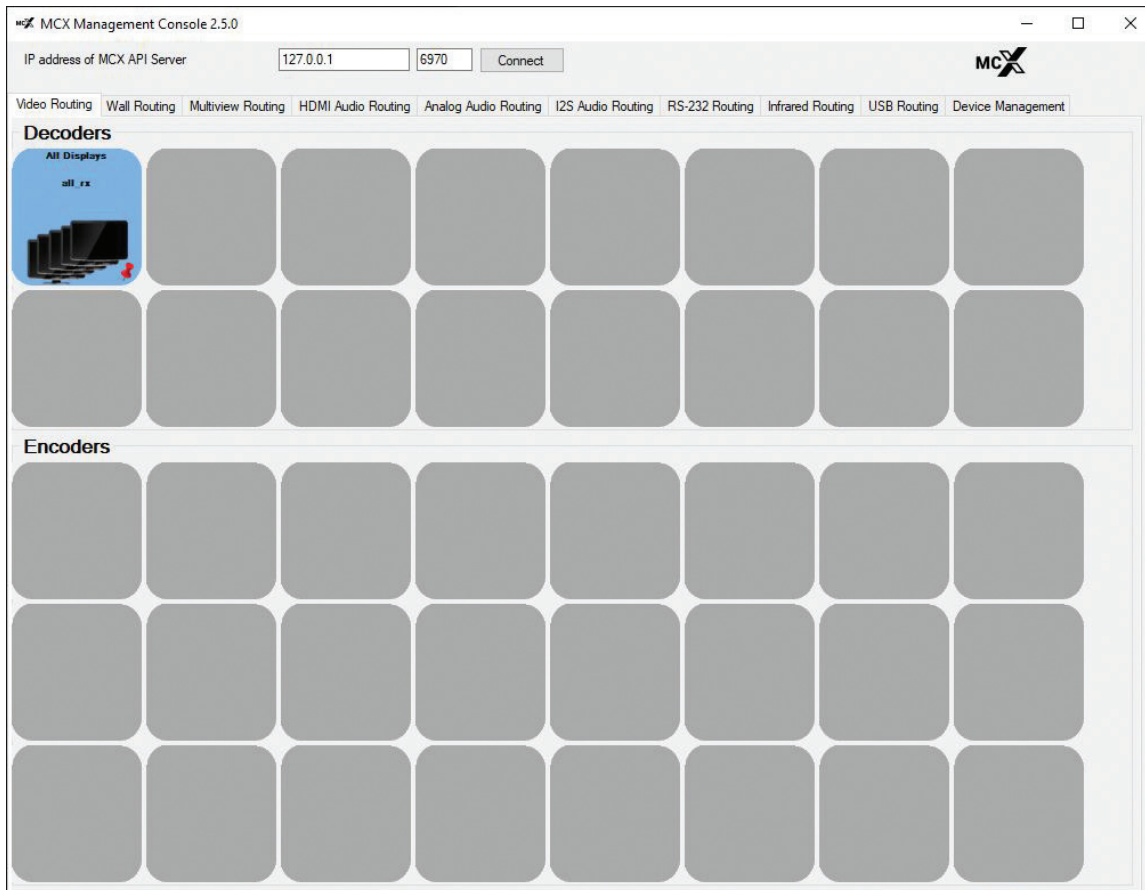 MCX MCX Management Console 2.5.0
IP address of MCX API Server 127.0.0.1 6970 Connect
MCX
Video Routing Wall Routing Multiview Routing HDMI Audio Routing Analog Audio Routing I2S Audio Routing RS-232 Routing Infrared Routing USB Routing Device Management
Decoders
All Displays
all_rx
Encoders